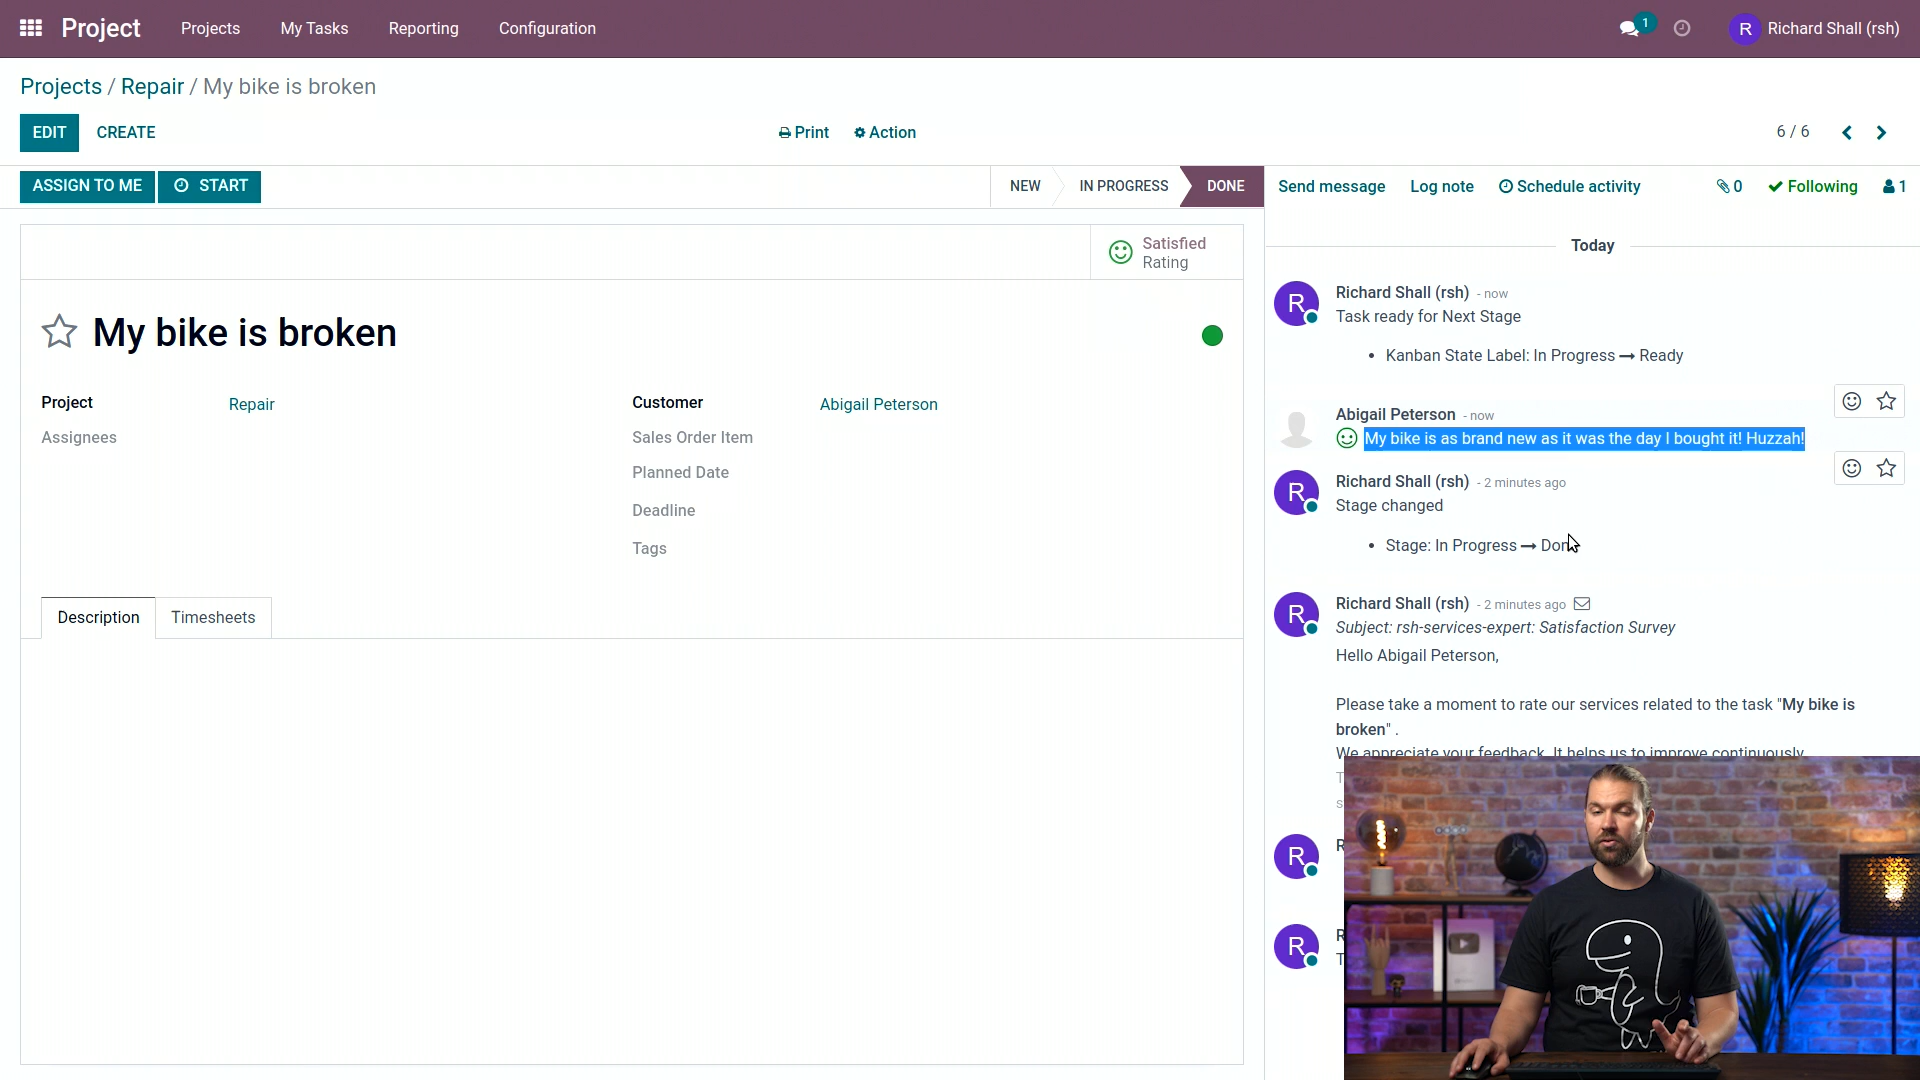 Project Projects My Tasks Reporting Configuration 1 R Richard Shall (rsh)
Projects / Repair / My bike is broken
EDIT CREATE Print Action 6 / 6
ASSIGN TO ME START NEW IN PROGRESS DONE Send message Log note Schedule activity 0 Following 1
Satisfied
Rating
My bike is broken
Project Repair
Assignees
Customer Abigail Peterson
Sales Order Item
Planned Date
Deadline
Tags
Description Timesheets
Today
R Richard Shall (rsh) - now
Task ready for Next Stage
• Kanban State Label: In Progress → Ready
Abigail Peterson - now
My bike is as brand new as it was the day I bought it! Huzzah!
R Richard Shall (rsh) - 2 minutes ago
Stage changed
• Stage: In Progress → Don
R Richard Shall (rsh) - 2 minutes ago
Subject: rsh-services-expert: Satisfaction Survey
Hello Abigail Peterson,
Please take a moment to rate our services related to the task "My bike is
broken" .
We appreciate your feedback. It helps us to improve continuously.
R
R